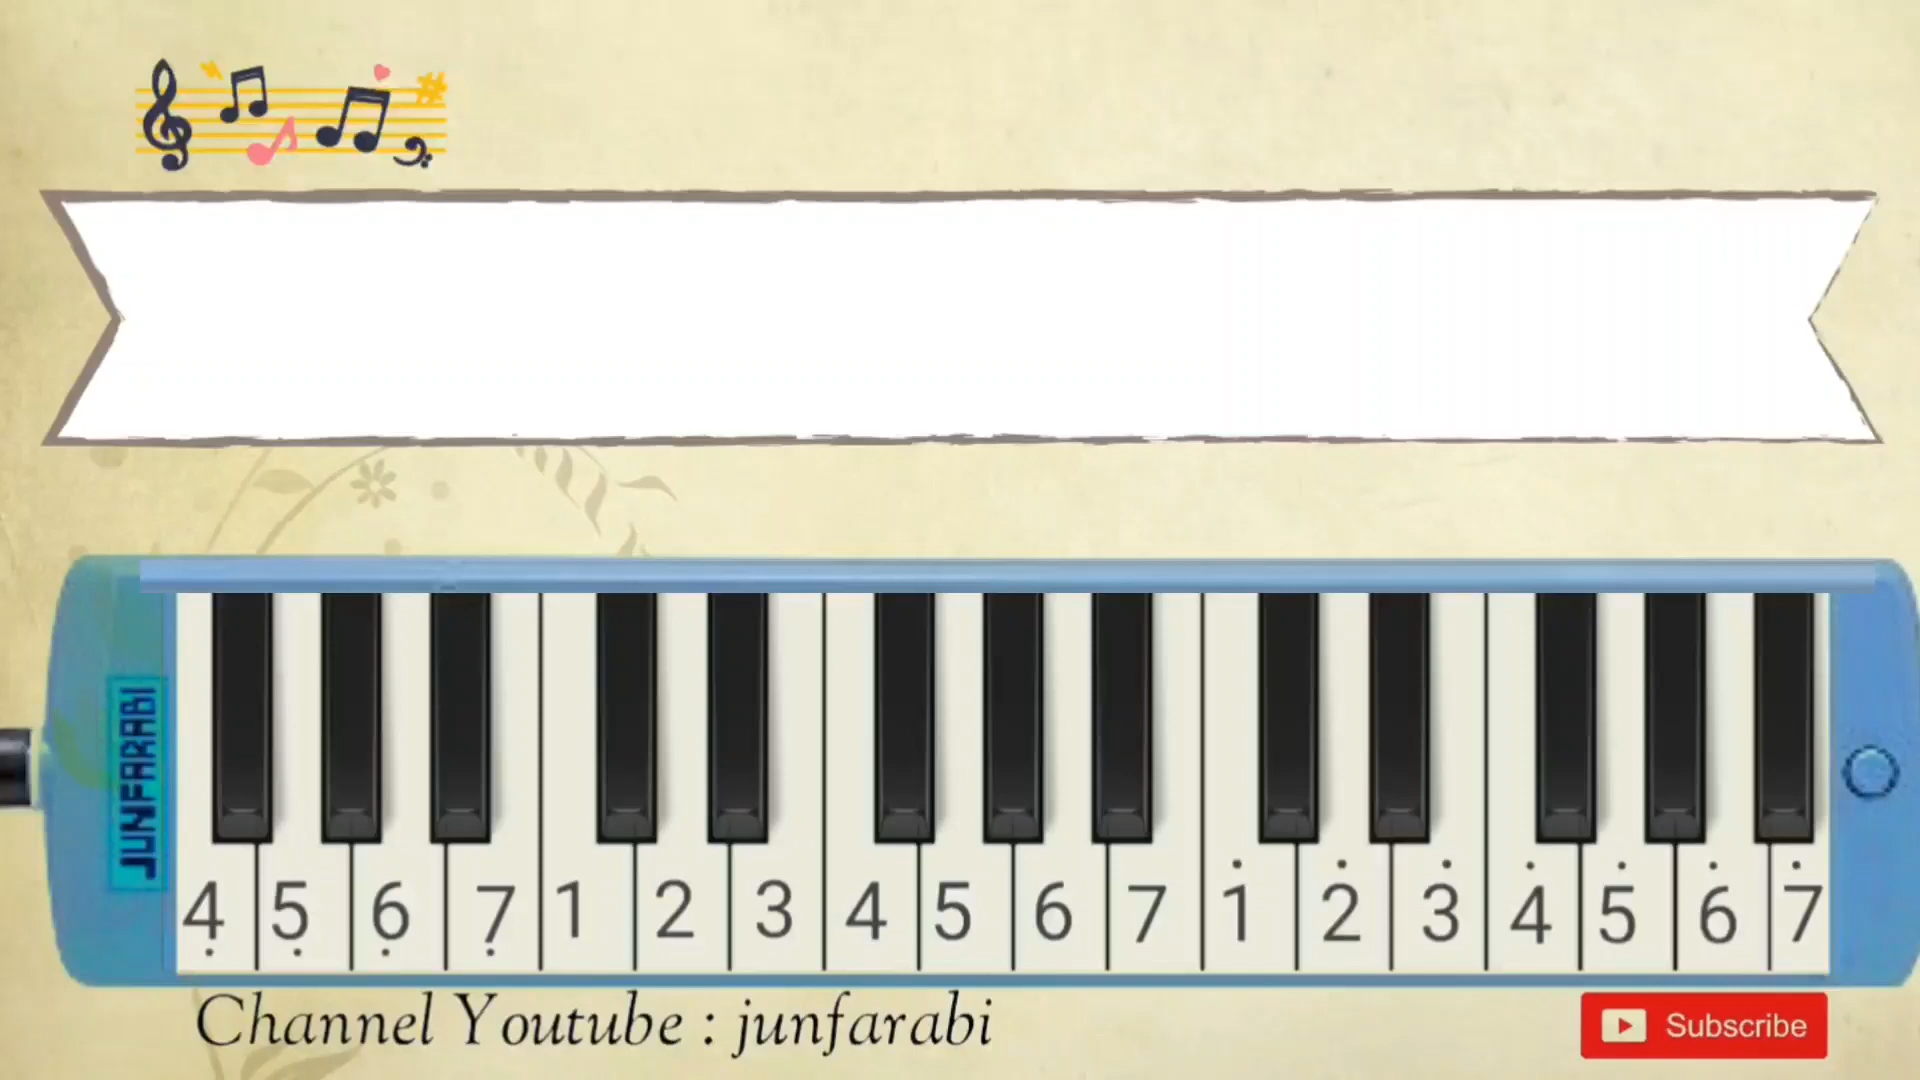 JUNFARABI
4̣ 5̣ 6̣ 7̣ 1 2 3 4 5 6 7 1̇ 2̇ 3̇ 4̇ 5̇ 6̇ 7̇
Channel Youtube : junfarabi
Subscribe